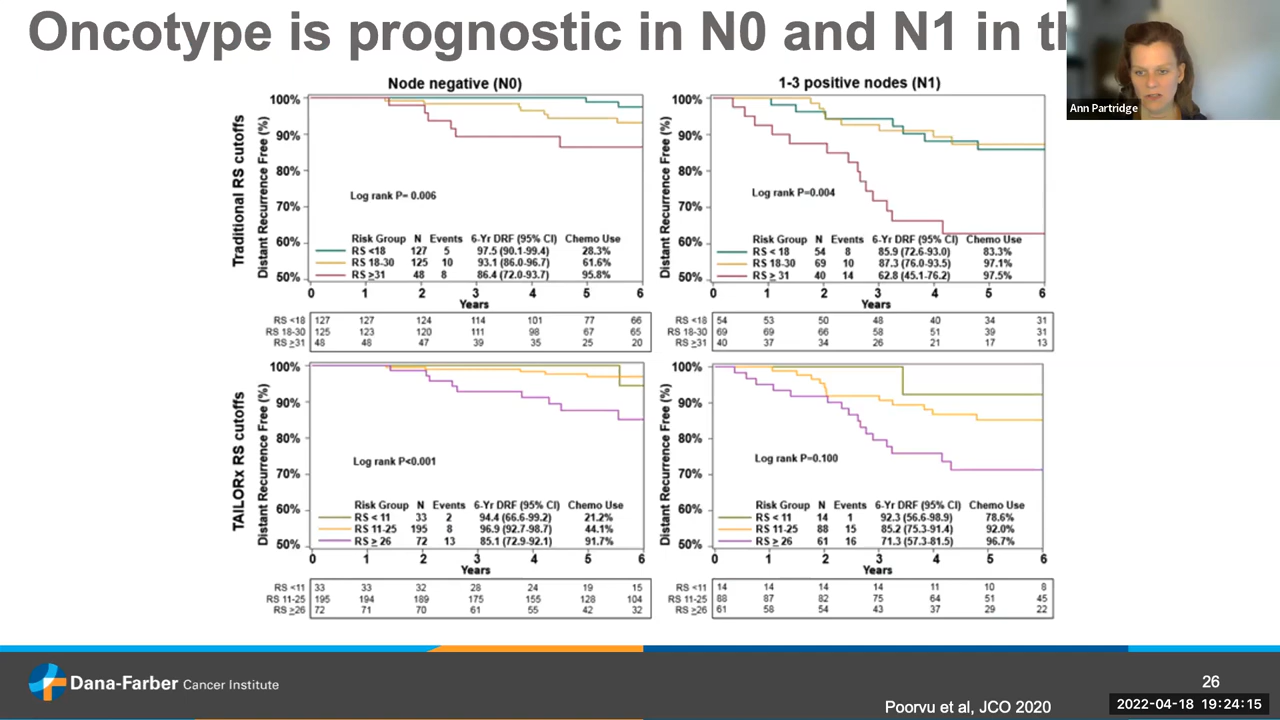 Oncotype is prognostic in N0 and N1 in th
Ann Partridge
Node negative (N0)
Traditional RS cutoffs
Distant Recurrence Free (%)
100%
90%
80%
70%
60%
50%
Log rank P= 0.006
Risk Group N Events 6-Yr DRF (95% CI) Chemo Use
RS <18 127 5 97.5 (90.1-99.4) 28.3%
RS 18-30 125 10 93.1 (86.0-96.7) 61.6%
RS ≥31 48 8 86.4 (72.0-93.7) 95.8%
0 1 2 3 4 5 6
Years
RS <18 127 127 124 114 101 77 66
RS 18-30 125 123 120 111 98 67 65
RS ≥31 48 48 47 39 35 25 20
1-3 positive nodes (N1)
Distant Recurrence Free (%)
100%
90%
80%
70%
60%
50%
Log rank P=0.004
Risk Group N Events 6-Yr DRF (95% CI) Chemo Use
RS < 18 54 8 85.9 (72.6-93.0) 83.3%
RS 18-30 69 10 87.3 (76.0-93.5) 97.1%
RS ≥ 31 40 14 62.8 (45.1-76.2) 97.5%
0 1 2 3 4 5 6
Years
RS <18 54 53 50 48 40 34 31
RS 18-30 69 69 66 58 51 39 31
RS ≥31 40 37 34 26 21 17 13
TAILORx RS cutoffs
Distant Recurrence Free (%)
100%
90%
80%
70%
60%
50%
Log rank P<0.001
Risk Group N Events 6-Yr DRF (95% CI) Chemo Use
RS < 11 33 2 94.4 (66.6-99.2) 21.2%
RS 11-25 195 8 96.9 (92.7-98.7) 44.1%
RS ≥ 26 72 13 85.1 (72.9-92.1) 91.7%
0 1 2 3 4 5 6
Years
RS <11 33 33 32 28 24 19 15
RS 11-25 195 194 189 175 155 128 104
RS ≥26 72 71 70 61 55 42 32
Distant Recurrence Free (%)
100%
90%
80%
70%
60%
50%
Log rank P=0.100
Risk Group N Events 6-Yr DRF (95% CI) Chemo Use
RS < 11 14 1 92.3 (56.6-98.9) 78.6%
RS 11-25 88 15 85.2 (75.3-91.4) 92.0%
RS ≥ 26 61 16 71.3 (57.3-81.5) 96.7%
0 1 2 3 4 5 6
Years
RS <11 14 14 14 14 11 10 8
RS 11-25 88 87 82 75 64 51 45
RS ≥26 61 58 54 43 37 29 22
Dana-Farber Cancer Institute
26
Poorvu et al, JCO 2020
2022-04-18 19:24:15